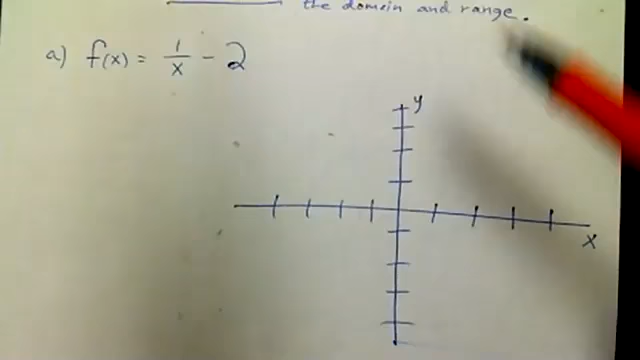 the domain and range.
a) f(x) = 1/x - 2
y
x